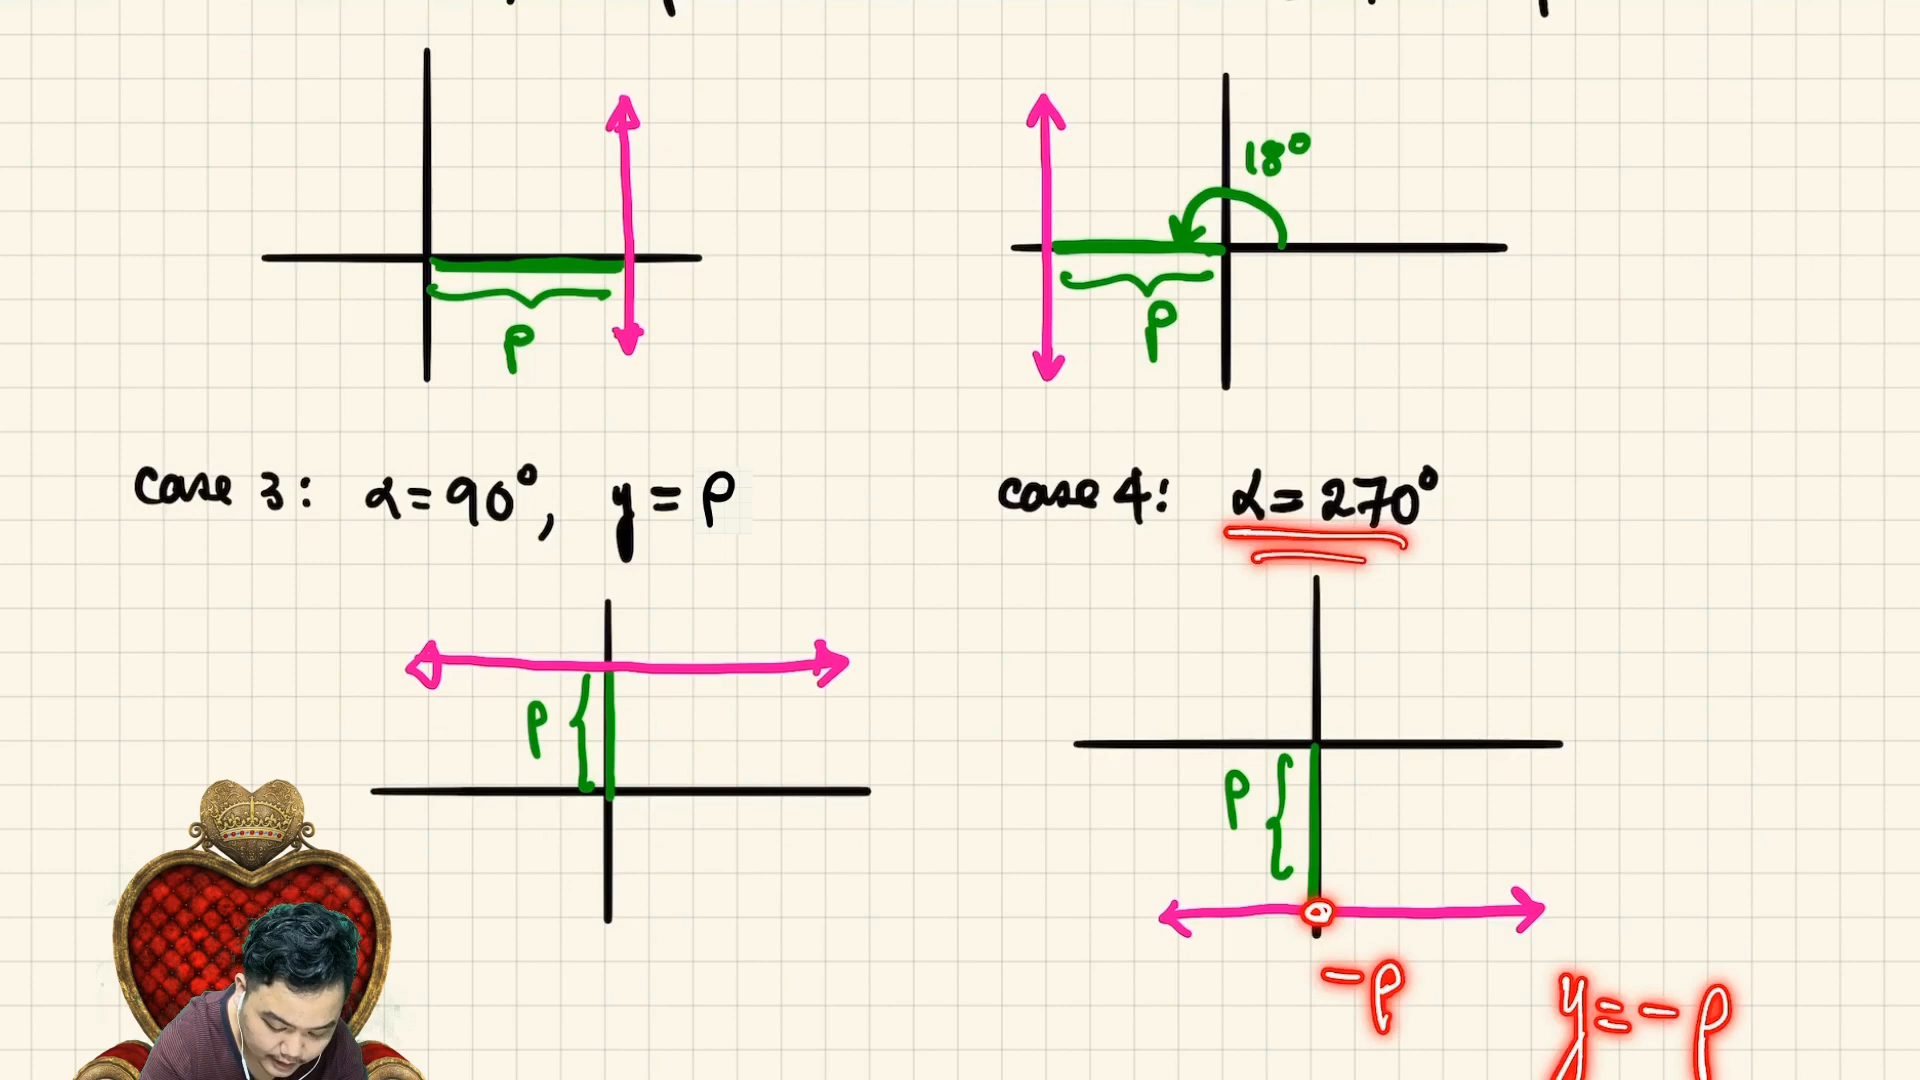 18°
P
P
case 3: α = 90°, y = P
case 4: α = 270°
P
P
-P
y = -P